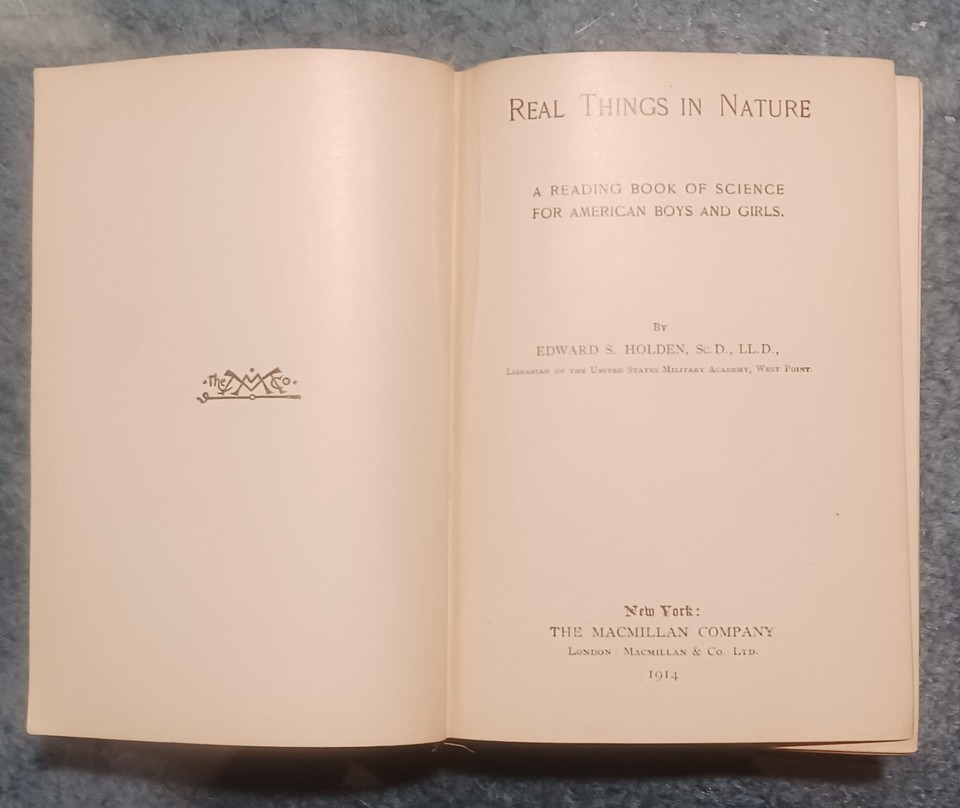 The M Co.
REAL THINGS IN NATURE
A READING BOOK OF SCIENCE
FOR AMERICAN BOYS AND GIRLS.
BY
EDWARD S. HOLDEN, Sc.D., LL.D.,
LIBRARIAN OF THE UNITED STATES MILITARY ACADEMY, WEST POINT.
New York:
THE MACMILLAN COMPANY
LONDON: MACMILLAN & CO. LTD.
1914